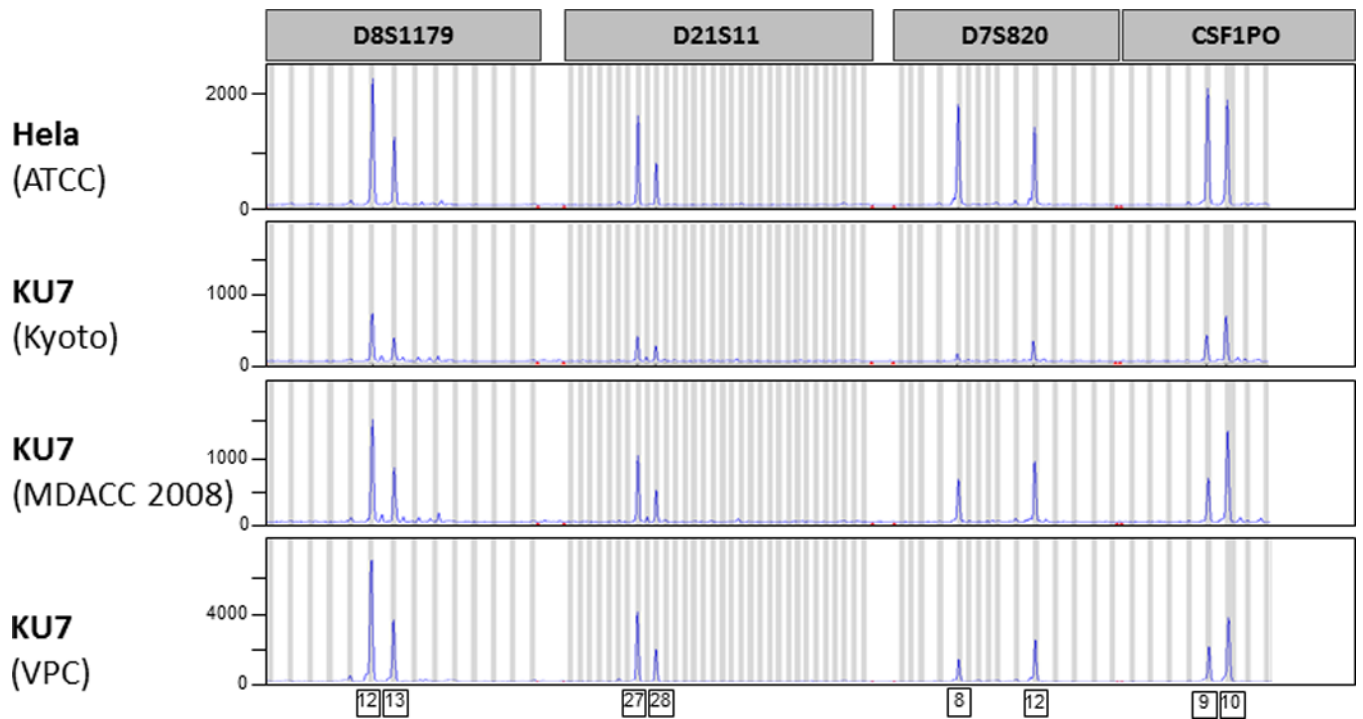 D8S1179 D21S11 D7S820 CSF1PO
Hela
(ATCC)
2000
0
KU7
(Kyoto)
1000
0
KU7
(MDACC 2008)
1000
0
KU7
(VPC)
4000
0
12 13 27 28 8 12 9 10